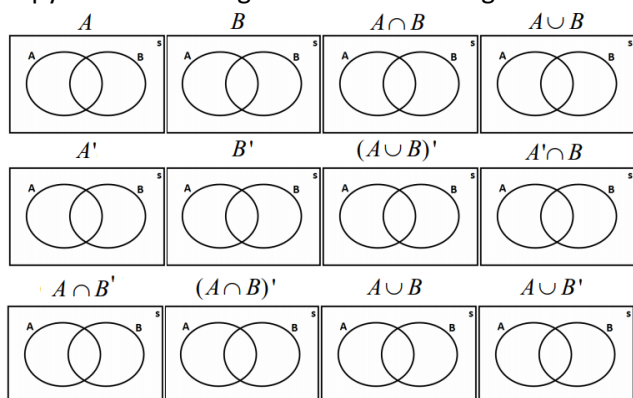 A B A∩B A∪B
A B S A B S A B S A B S
A' B' (A∪B)' A'∩B
A B S A B S A B S A B S
A∩B' (A∩B)' A∪B A∪B'
A B S A B S A B S A B S